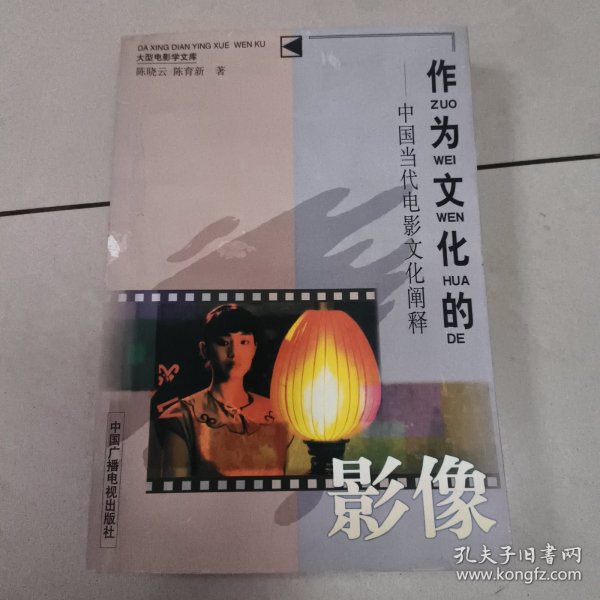 DA XING DIAN YING XUE WEN KU
大型电影学文库
陈晓云 陈育新 著
作为文化的
ZUO
WEI
WEN
HUA
DE
影像
——中国当代电影文化阐释
中国广播电视出版社
孔夫子旧书网
www.kongfz.com